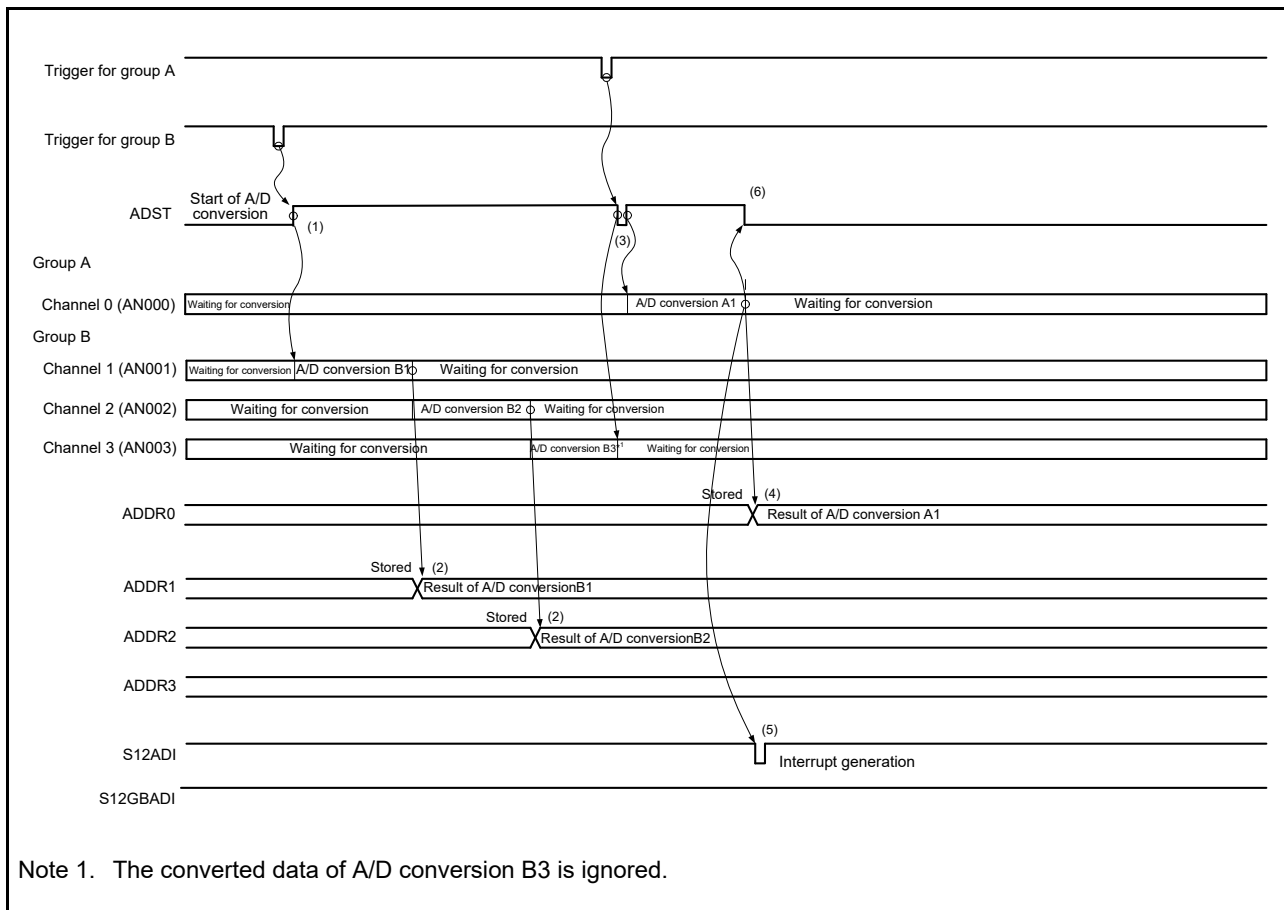 Trigger for group A
Trigger for group B
Start of A/D
conversion
ADST
(1)
(3)
(6)
Group A
Channel 0 (AN000)
Waiting for conversion
A/D conversion A1
Waiting for conversion
Group B
Channel 1 (AN001)
Waiting for conversion
A/D conversion B1
Waiting for conversion
Channel 2 (AN002)
Waiting for conversion
A/D conversion B2
Waiting for conversion
Channel 3 (AN003)
Waiting for conversion
A/D conversion B3*1
Waiting for conversion
Stored
(4)
ADDR0
Result of A/D conversion A1
Stored
(2)
ADDR1
Result of A/D conversionB1
Stored
(2)
ADDR2
Result of A/D conversionB2
ADDR3
(5)
S12ADI
Interrupt generation
S12GBADI
Note 1. The converted data of A/D conversion B3 is ignored.